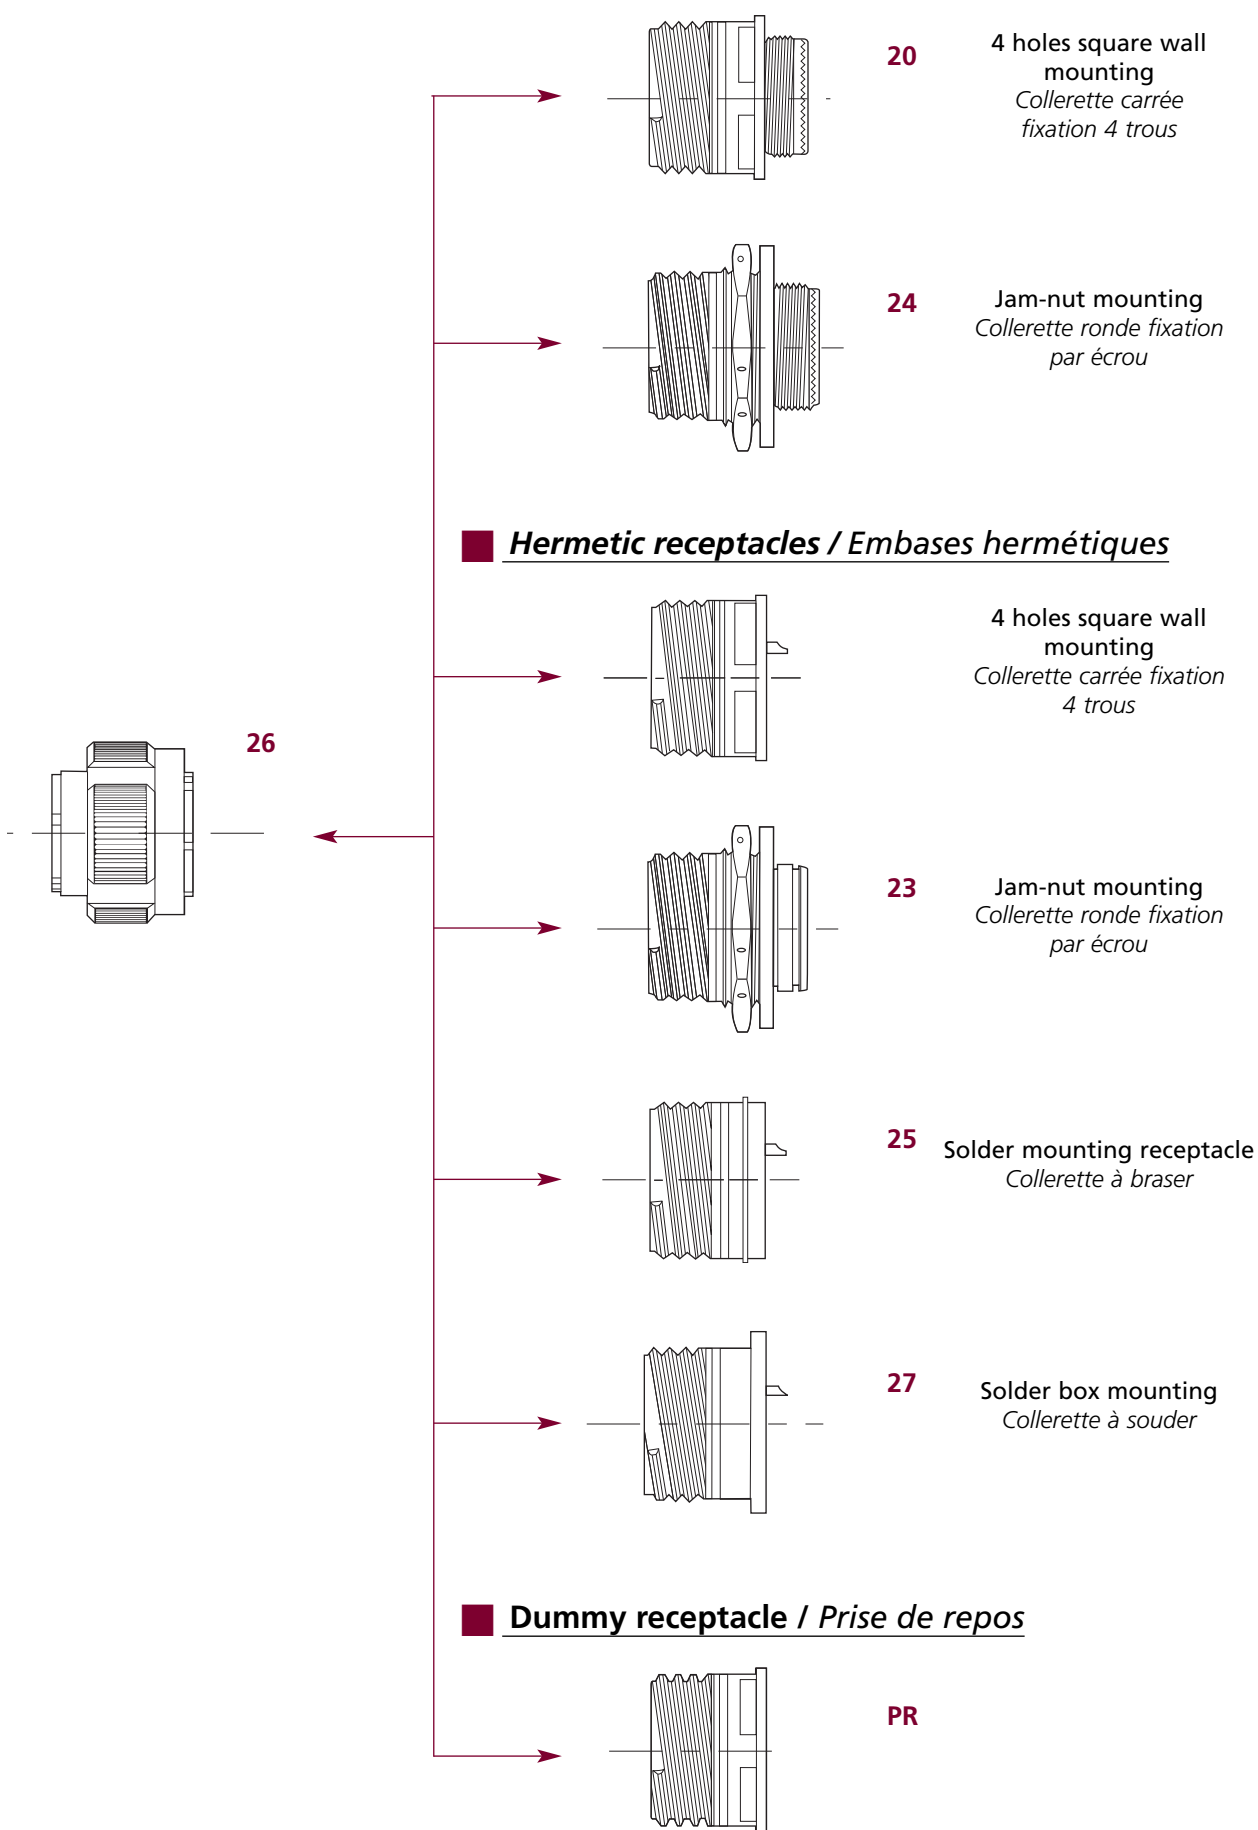 20
4 holes square wall
mounting
Collerette carrée
fixation 4 trous
24
Jam-nut mounting
Collerette ronde fixation
par écrou
Hermetic receptacles / Embases hermétiques
4 holes square wall
mounting
Collerette carrée fixation
4 trous
26
23
Jam-nut mounting
Collerette ronde fixation
par écrou
25
Solder mounting receptacle
Collerette à braser
27
Solder box mounting
Collerette à souder
Dummy receptacle / Prise de repos
PR